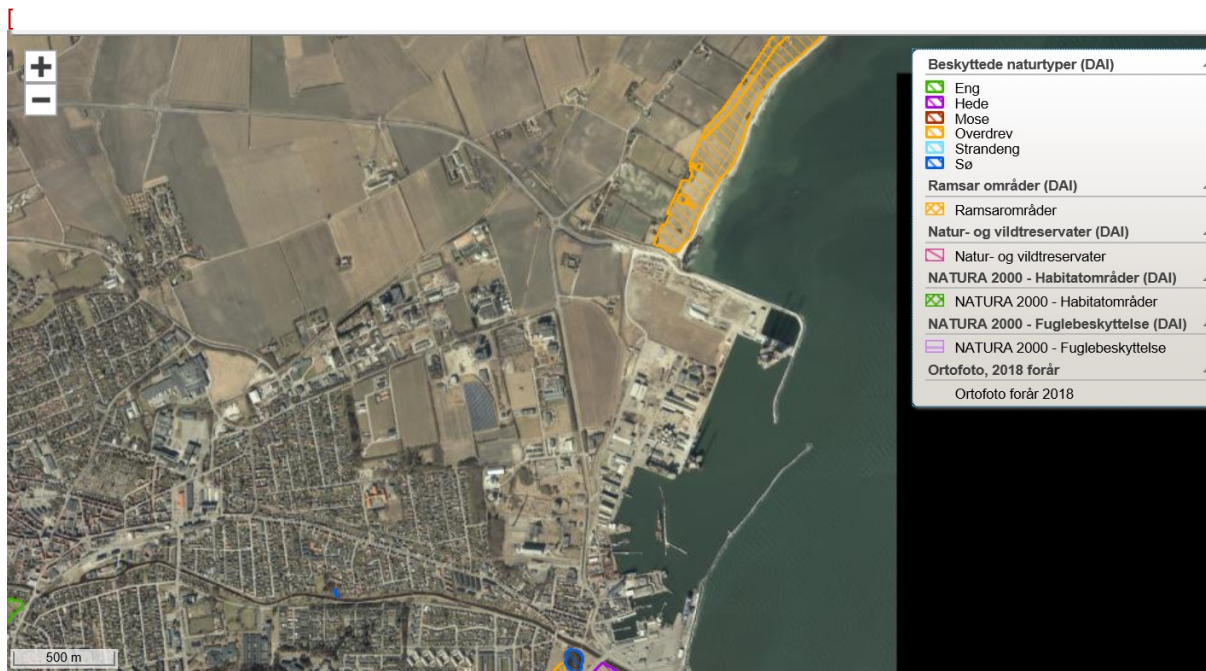 [
+
−
Beskyttede naturtyper (DAI)
Eng
Hede
Mose
Overdrev
Strandeng
Sø
Ramsar områder (DAI)
Ramsarområder
Natur- og vildtreservater (DAI)
Natur- og vildtreservater
NATURA 2000 - Habitatområder (DAI)
NATURA 2000 - Habitatområder
NATURA 2000 - Fuglebeskyttelse (DAI)
NATURA 2000 - Fuglebeskyttelse
Ortofoto, 2018 forår
Ortofoto forår 2018
500 m